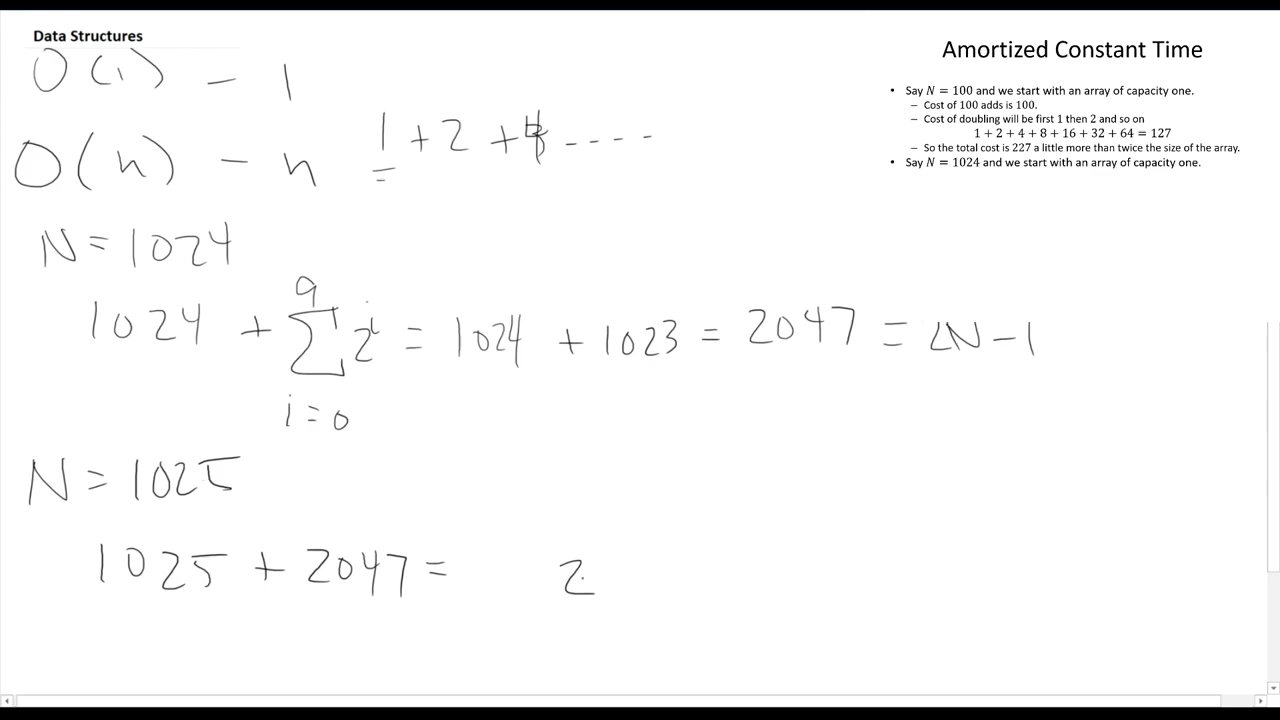 Data Structures
O(1) - 1
O(n) - n 1 + 2 + 4 ----
N = 1024
1024 + 9 ∑ i=0 2^i = 1024 + 1023 = 2047 = 2N - 1
N = 1025
1025 + 2047 = 2
Amortized Constant Time
• Say N = 100 and we start with an array of capacity one.
– Cost of 100 adds is 100.
– Cost of doubling will be first 1 then 2 and so on
1 + 2 + 4 + 8 + 16 + 32 + 64 = 127
– So the total cost is 227 a little more than twice the size of the array.
• Say N = 1024 and we start with an array of capacity one.